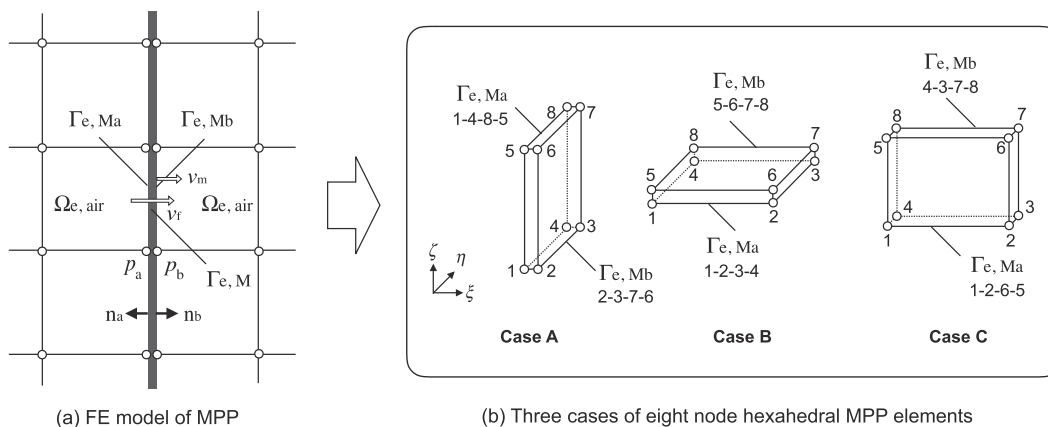 Γe, Ma
Γe, Mb
vm
vf
Ωe, air
Ωe, air
pa
pb
Γe, M
na
nb
(a) FE model of MPP
Γe, Ma
1-4-8-5
8
7
5
6
4
3
1
2
Γe, Mb
2-3-7-6
ζ
η
ξ
Case A
Γe, Mb
5-6-7-8
8
7
4
3
5
6
1
2
Γe, Ma
1-2-3-4
Case B
Γe, Mb
4-3-7-8
8
7
5
6
4
3
1
2
Γe, Ma
1-2-6-5
Case C
(b) Three cases of eight node hexahedral MPP elements